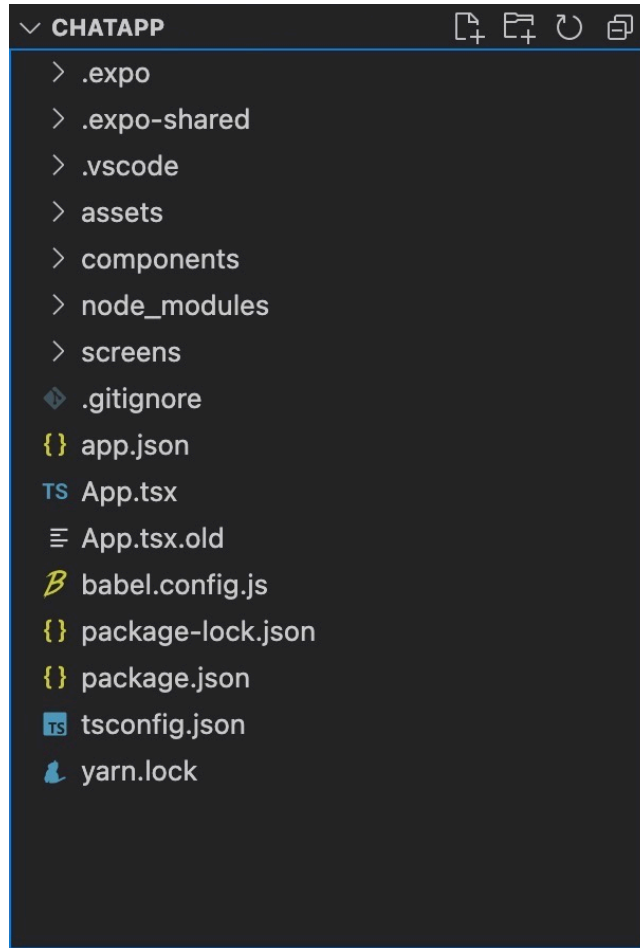 CHATAPP
.expo
.expo-shared
.vscode
assets
components
node_modules
screens
.gitignore
{} app.json
TS App.tsx
App.tsx.old
B babel.config.js
{} package-lock.json
{} package.json
TS tsconfig.json
yarn.lock